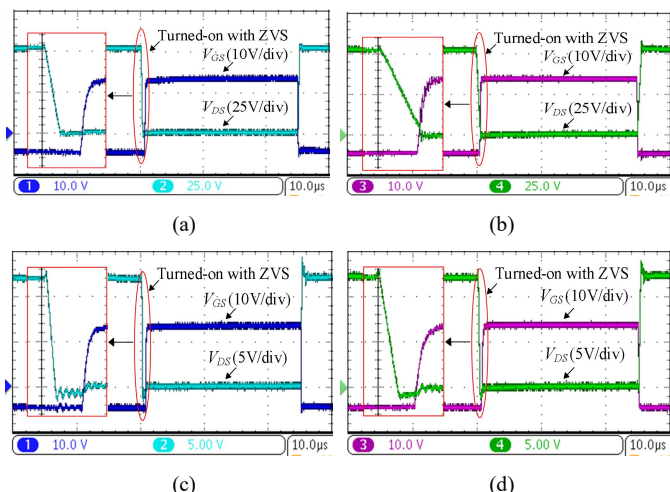 Turned-on with ZVS
VGS(10V/div)
VDS(25V/div)
1 10.0 V 2 25.0 V 10.0µs
(a)
Turned-on with ZVS
VGS(10V/div)
VDS(25V/div)
3 10.0 V 4 25.0 V 10.0µs
(b)
Turned-on with ZVS
VGS(10V/div)
VDS(5V/div)
1 10.0 V 2 5.00 V 10.0µs
(c)
Turned-on with ZVS
VGS(10V/div)
VDS(5V/div)
3 10.0 V 4 5.00 V 10.0µs
(d)